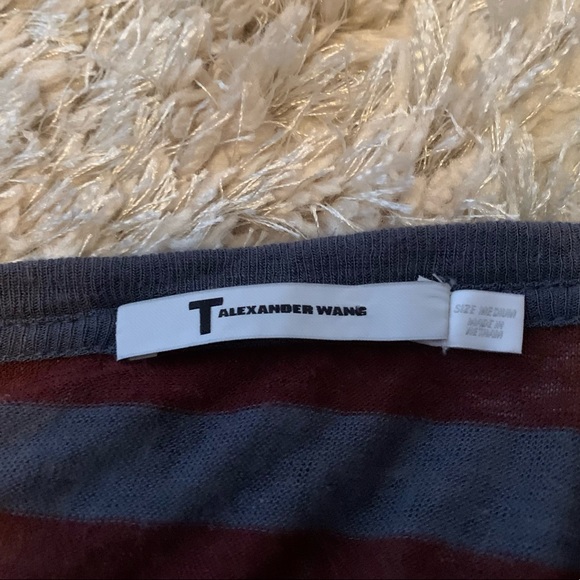 T ALEXANDER WANG
SIZE MEDIUM
MADE IN
VIETNAM